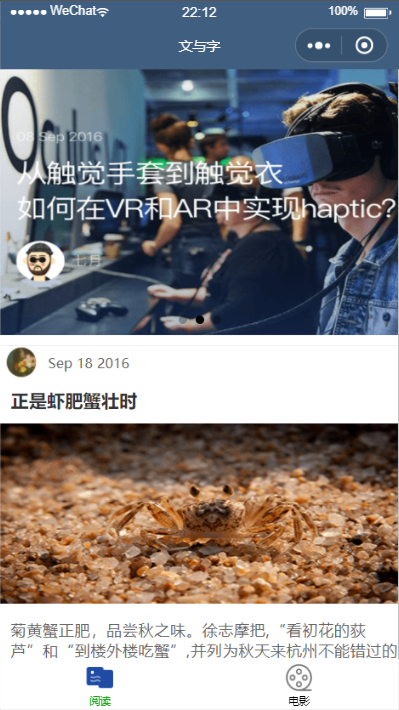 WeChat
22:12
100%
文与字
08 Sep 2016
从触觉手套到触觉衣
如何在VR和AR中实现haptic?
七月
Sep 18 2016
正是虾肥蟹壮时
菊黄蟹正肥，品尝秋之味。徐志摩把,“看初花的荻
芦”和“到楼外楼吃蟹”,并列为秋天来杭州不能错过的
阅读
电影